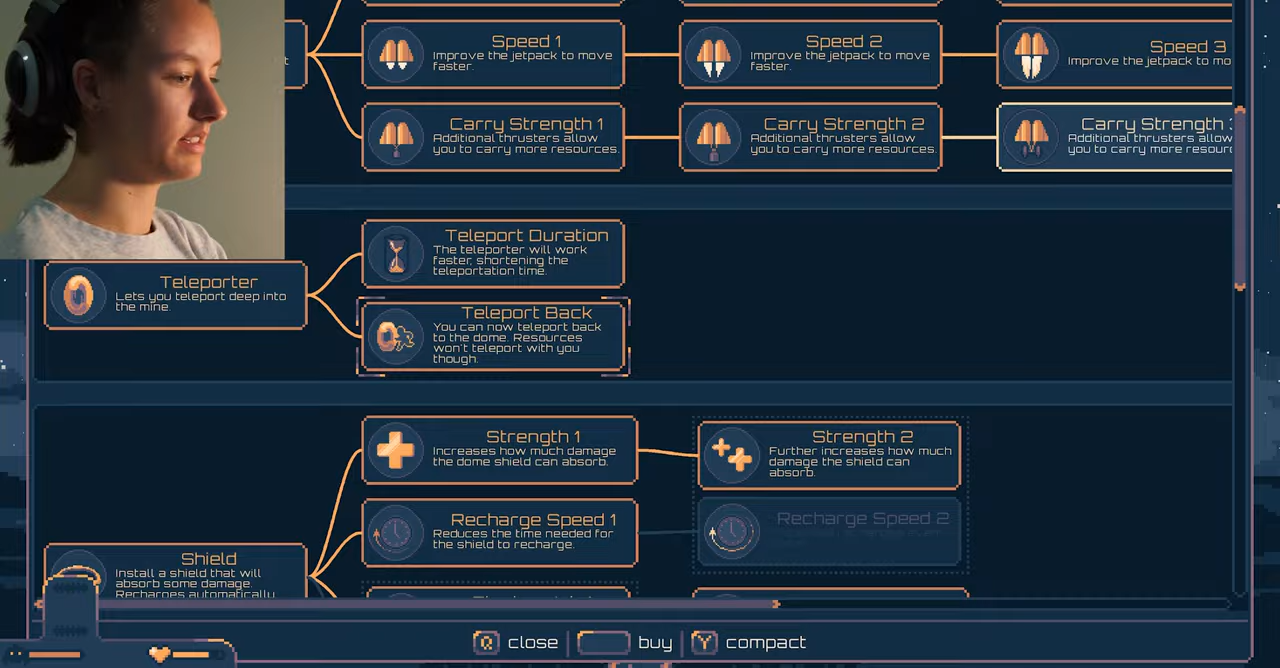 Speed 1
Improve the jetpack to move
faster.
Speed 2
Improve the jetpack to move
faster.
Speed 3
Improve the jetpack to mo
Carry Strength 1
Additional thrusters allow
you to carry more resources.
Carry Strength 2
Additional thrusters allow
you to carry more resources.
Carry Strength
Additional thrusters allow
you to carry more resour
Teleport Duration
The teleporter will work
faster, shortening the
teleportation time.
Teleporter
Lets you teleport deep into
the mine.
Teleport Back
You can now teleport back
to the dome. Resources
won't teleport with you
though.
Strength 1
Increases how much damage
the dome shield can absorb.
Strength 2
Further increases how much
damage the shield can
absorb.
Recharge Speed 1
Reduces the time needed for
the shield to recharge.
Recharge Speed 2
Shield
Install a shield that will
absorb some damage.
Recharges automatically
Q close
buy
Y compact